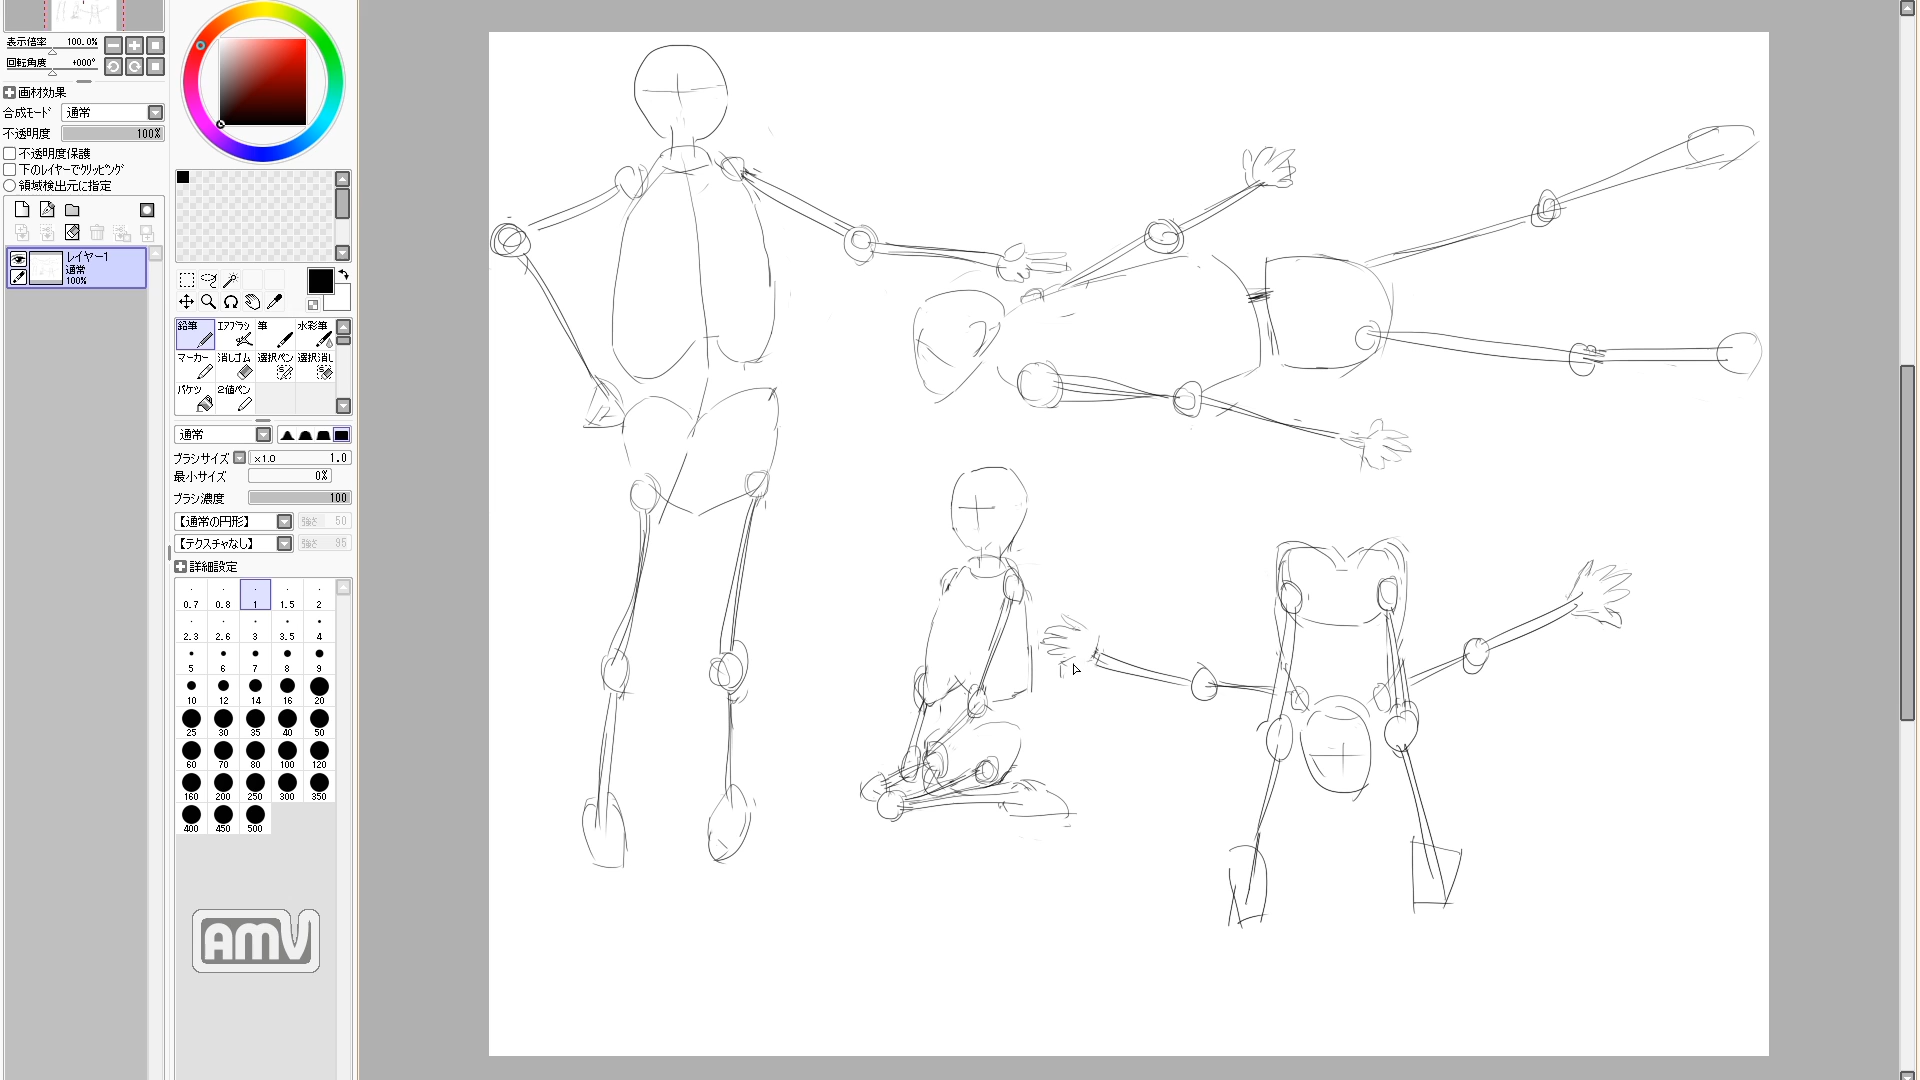 表示倍率 100.0%
回転角度 +000°
画材効果
合成モード 通常
不透明度 100%
不透明度保護
下のレイヤーでクリッピング
領域検出元に指定
レイヤー1
通常
100%
鉛筆 エアブラシ 筆 水彩筆
マーカー 消しゴム 選択ペン 選択消し
バケツ 2値ペン
通常
ブラシサイズ ×1.0 1.0
最小サイズ 0%
ブラシ濃度 100
【通常の円形】 強さ 50
【テクスチャなし】 強さ 95
詳細設定
0.7 0.8 1 1.5 2
2.3 2.6 3 3.5 4
5 6 7 8 9
10 12 14 16 20
25 30 35 40 50
60 70 80 100 120
160 200 250 300 350
400 450 500
AMV